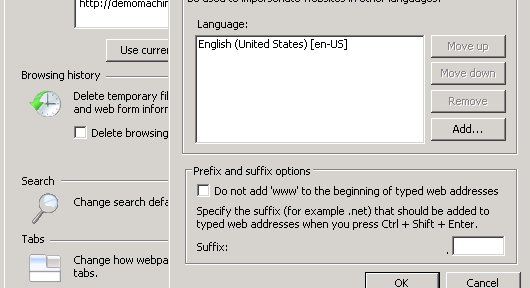 http://demomachin
Use curre
Browsing history
Delete temporary fil
and web form inforr
Delete browsing
Search
Change search defa
Tabs
Change how webpa
tabs.
be used to impersonate websites in other languages.
Language:
English (United States) [en-US]
Move up
Move down
Remove
Add...
Prefix and suffix options
Do not add 'www' to the beginning of typed web addresses
Specify the suffix (for example .net) that should be added to
typed web addresses when you press Ctrl + Shift + Enter.
Suffix: .
OK
Cancel